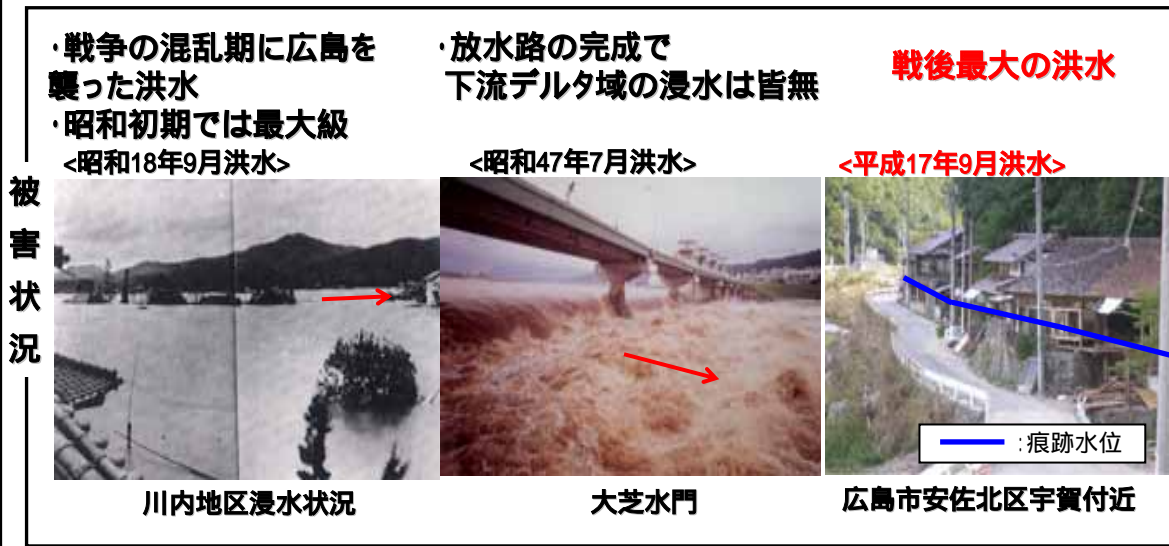 被害状況
・戦争の混乱期に広島を
襲った洪水
・昭和初期では最大級
<昭和18年9月洪水>
川内地区浸水状況
・放水路の完成で
下流デルタ域の浸水は皆無
<昭和47年7月洪水>
大芝水門
戦後最大の洪水
<平成17年9月洪水>
:痕跡水位
広島市安佐北区宇賀付近